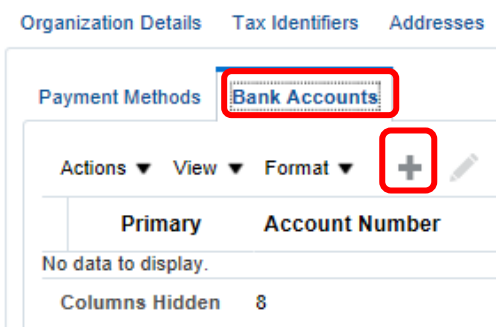 Organization Details Tax Identifiers Addresses
Payment Methods Bank Accounts
Actions ▼ View ▼ Format ▼
Primary Account Number
No data to display.
Columns Hidden 8